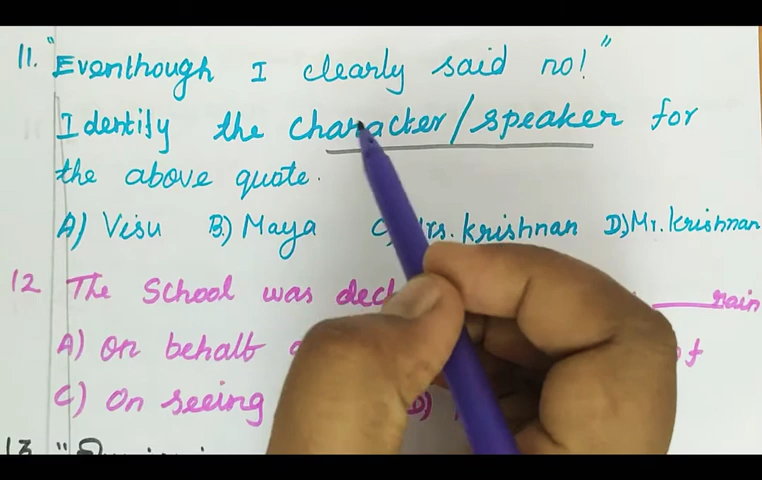 11. "Eventhough I clearly said no!"
Identify the character/speaker for
the above quote.
A) Visu B.) Maya C) Mrs. krishnan D.) Mr. krishnan
12 The School was rain
A) On behalf
C) On seeing D)
13 "